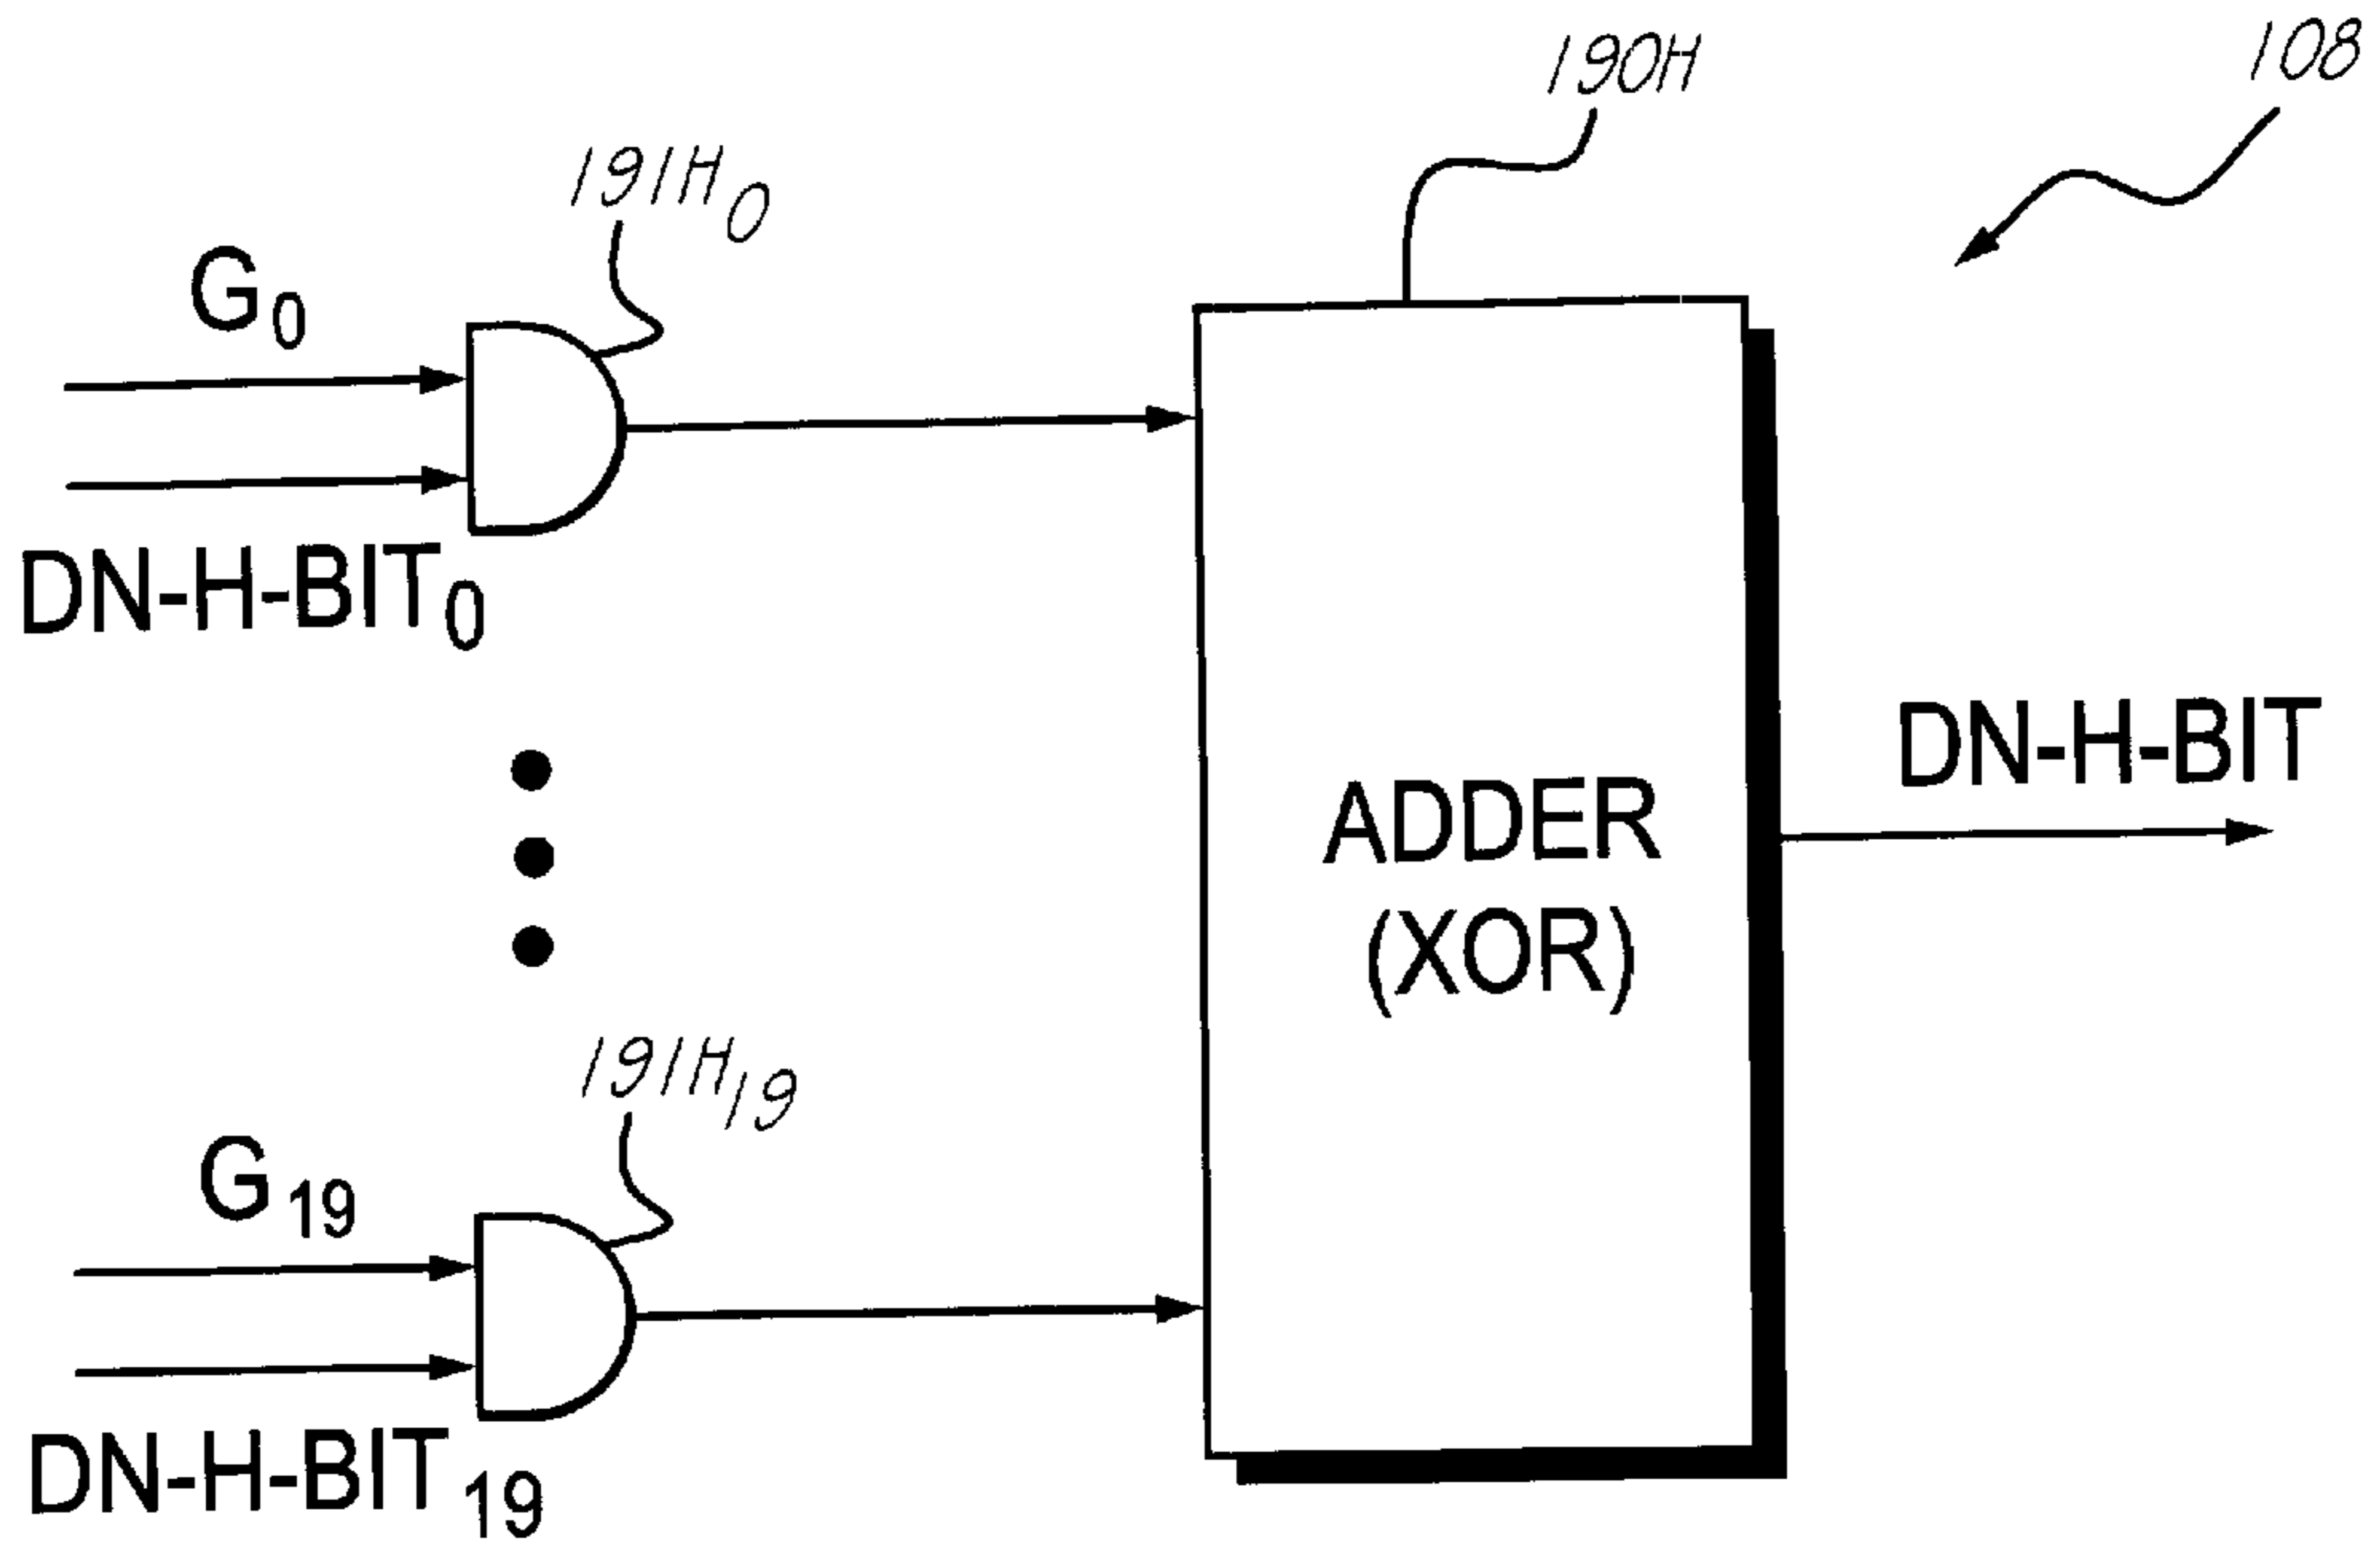 108
190H
191H0
G0
DN-H-BIT0
DN-H-BIT
ADDER
(XOR)
191H19
G19
DN-H-BIT19